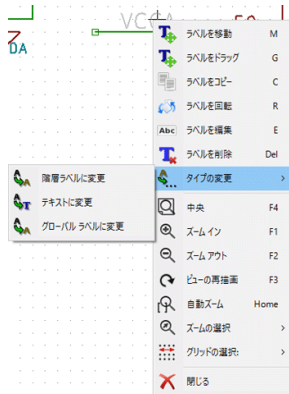 VCCA
DA
ラベルを移動 M
ラベルをドラッグ G
ラベルをコピー C
ラベルを回転 R
Abc ラベルを編集 E
ラベルを削除 Del
タイプの変更
階層ラベルに変更
テキストに変更
グローバル ラベルに変更
中央 F4
ズーム イン F1
ズーム アウト F2
ビューの再描画 F3
自動ズーム Home
ズームの選択
グリッドの選択:
閉じる